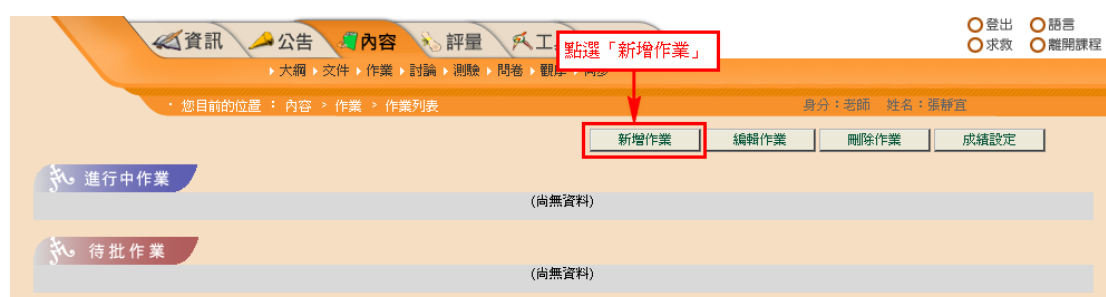 資訊 公告 內容 評量 工
登出 語言
求救 離開課程
點選「新增作業」
大綱 文件 作業 討論 測驗 問卷 觀摩
・ 您目前的位置 : 內容 > 作業 > 作業列表
身分:老師 姓名:張靜宜
新增作業 編輯作業 刪除作業 成績設定
進行中作業
(尚無資料)
待批作業
(尚無資料)